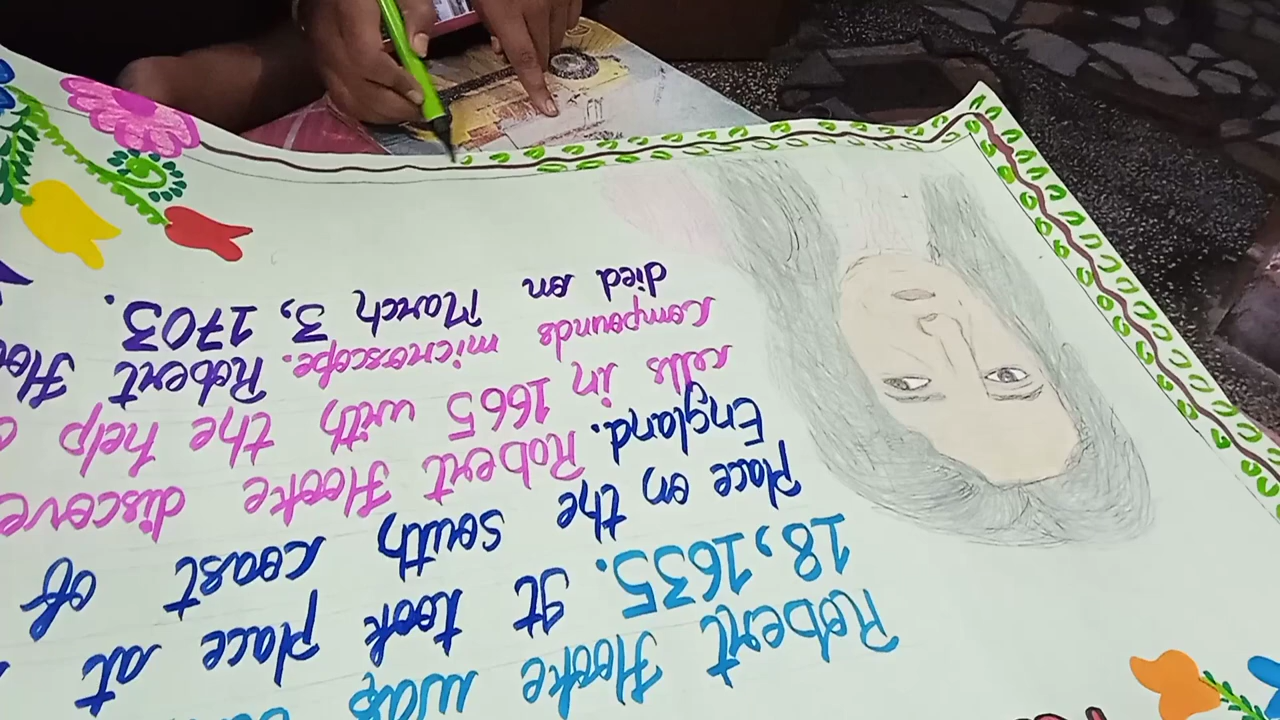 Robert Hooke was
18, 1635. It took place at
Place on the south coast of
England. Robert Hooke discove
cells in 1665 with the help
compounds microscope. Robert Hoo
died on March 3, 1703.